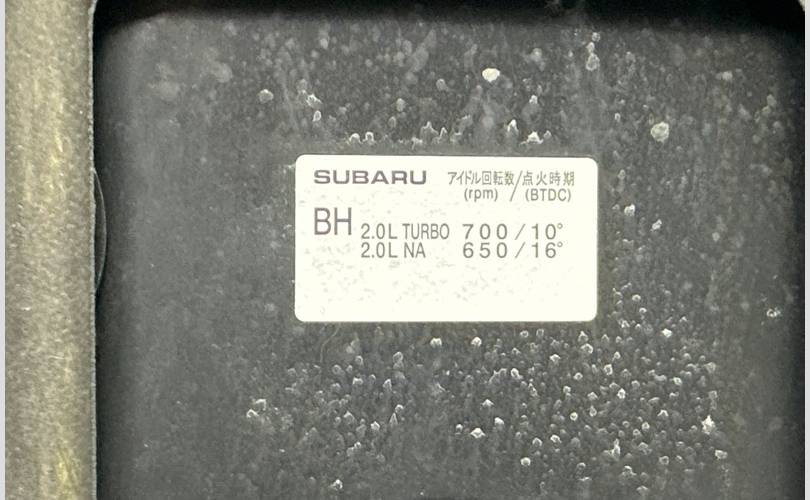 SUBARU アイドル回転数/点火時期
(rpm) / (BTDC)
BH 2.0L TURBO 700/10°
2.0L NA 650/16°